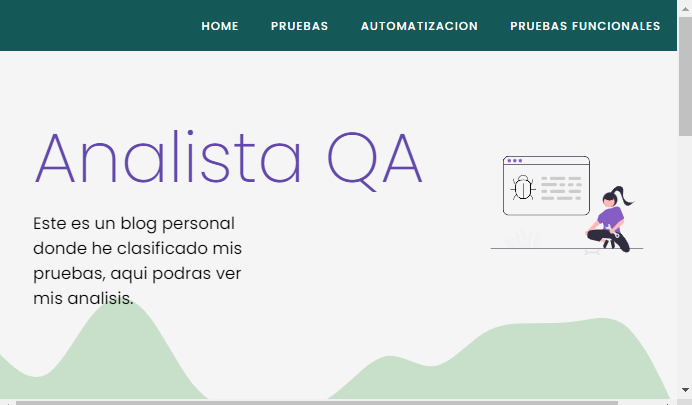 HOME PRUEBAS AUTOMATIZACION PRUEBAS FUNCIONALES
Analista QA
Este es un blog personal
donde he clasificado mis
pruebas, aqui podras ver
mis analisis.